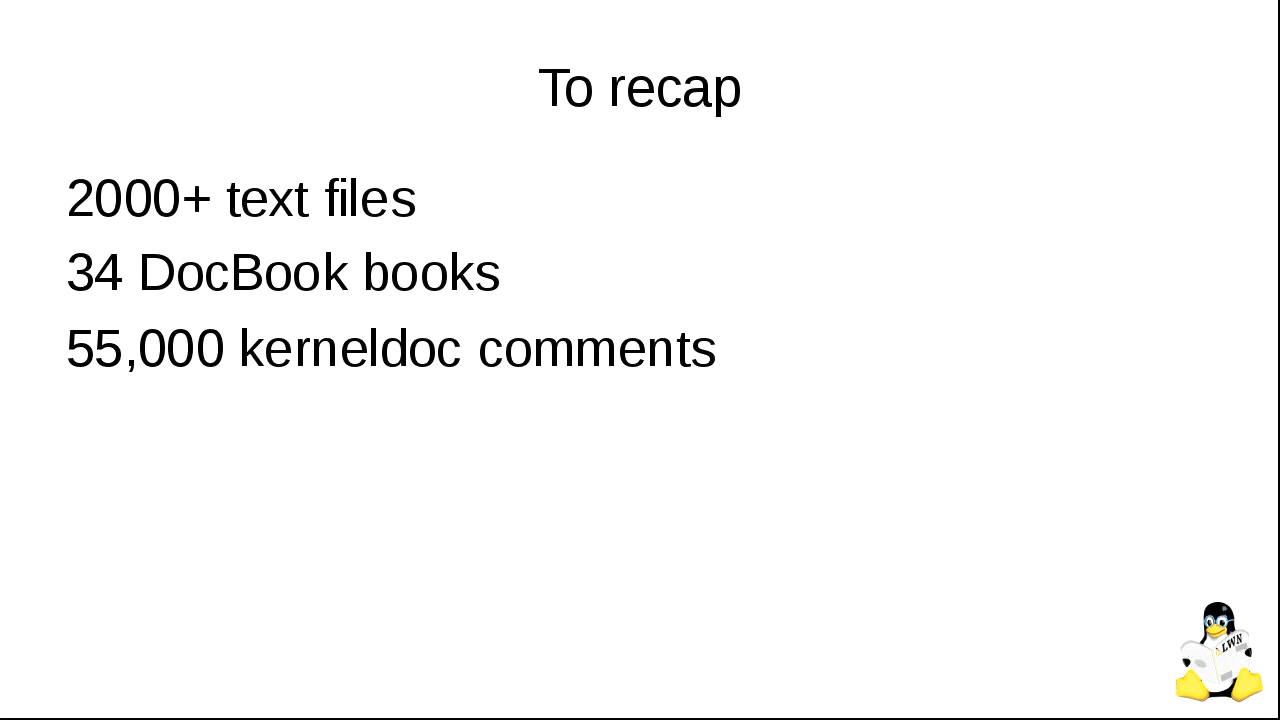 To recap
2000+ text files
34 DocBook books
55,000 kerneldoc comments
LWN